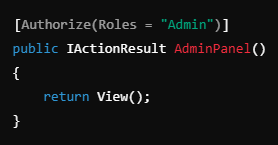 [Authorize(Roles = "Admin")]
public IActionResult AdminPanel()
{
    return View();
}